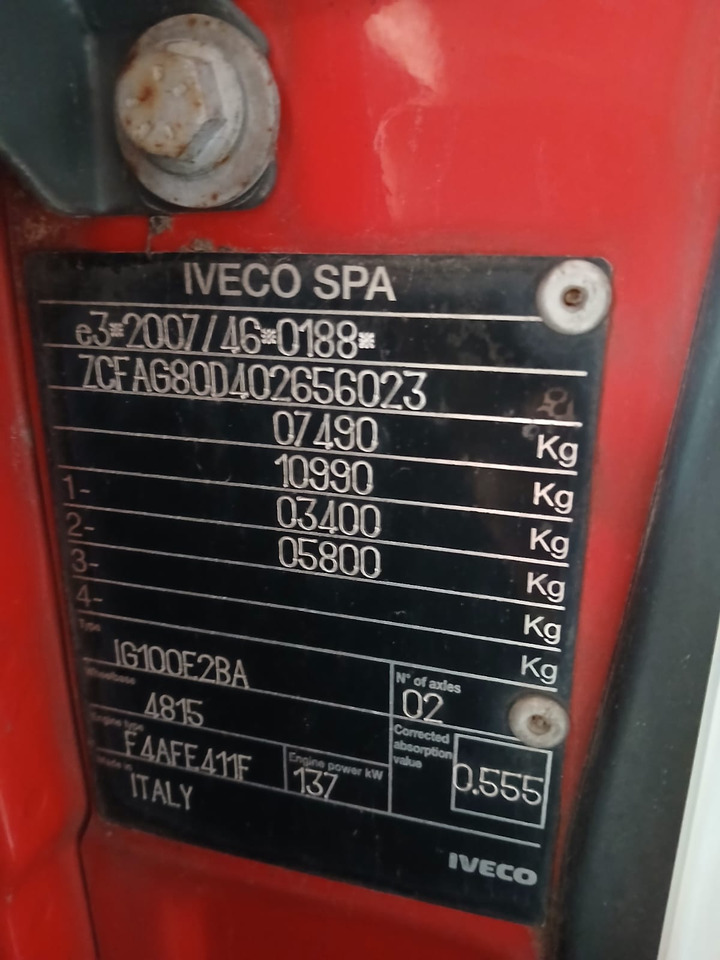 IVECO SPA
e3*2007/46*0188*
ZCFAG80D402656023
07490 Kg
10990 Kg
1- 03400 Kg
2- 05800 Kg
3- Kg
4- Kg
Type IG100E2BA
N° of axles 02
Wheelbase 4815
Engine type F4AFE411F
Engine power kW 137
Corrected absorption value 0.555
Made in ITALY
IVECO